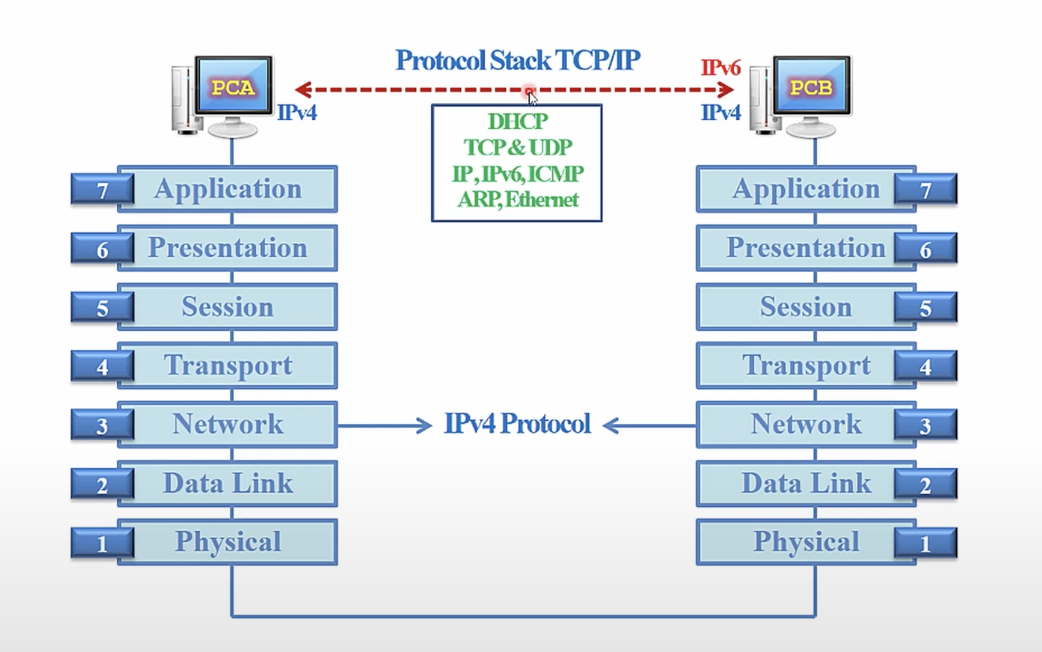 Protocol Stack TCP/IP
PCA
IPv4
IPv6
IPv4
PCB
DHCP
TCP & UDP
IP, IPv6, ICMP
ARP, Ethernet
7 Application
6 Presentation
5 Session
4 Transport
3 Network
2 Data Link
1 Physical
IPv4 Protocol
Application 7
Presentation 6
Session 5
Transport 4
Network 3
Data Link 2
Physical 1